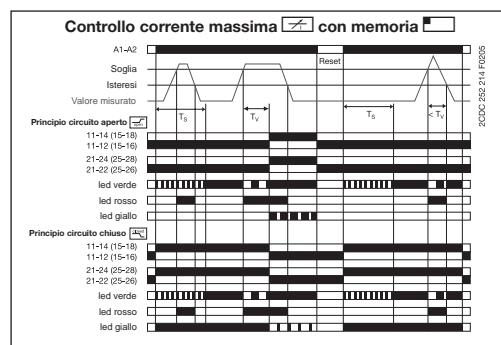 Controllo corrente massima con memoria
A1-A2
Reset
Soglia
Isteresi
Valore misurato
Ts
Tv
Ts
< Tv
Principio circuito aperto
11-14 (15-18)
11-12 (15-16)
21-24 (25-28)
21-22 (25-26)
led verde
led rosso
led giallo
Principio circuito chiuso
11-14 (15-18)
11-12 (15-16)
21-24 (25-28)
21-22 (25-26)
led verde
led rosso
led giallo
2CDC 252 214 F0205